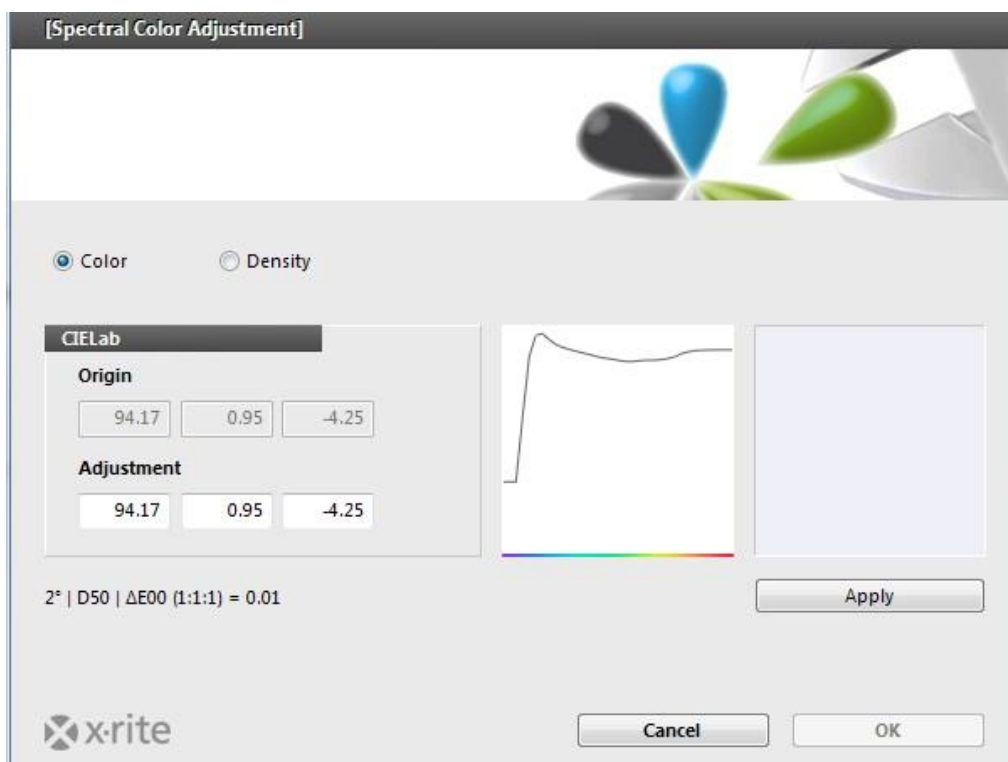 [Spectral Color Adjustment]
Color Density
CIELab
Origin
94.17 0.95 -4.25
Adjustment
94.17 0.95 -4.25
2° | D50 | ΔE00 (1:1:1) = 0.01
Apply
x·rite
Cancel OK